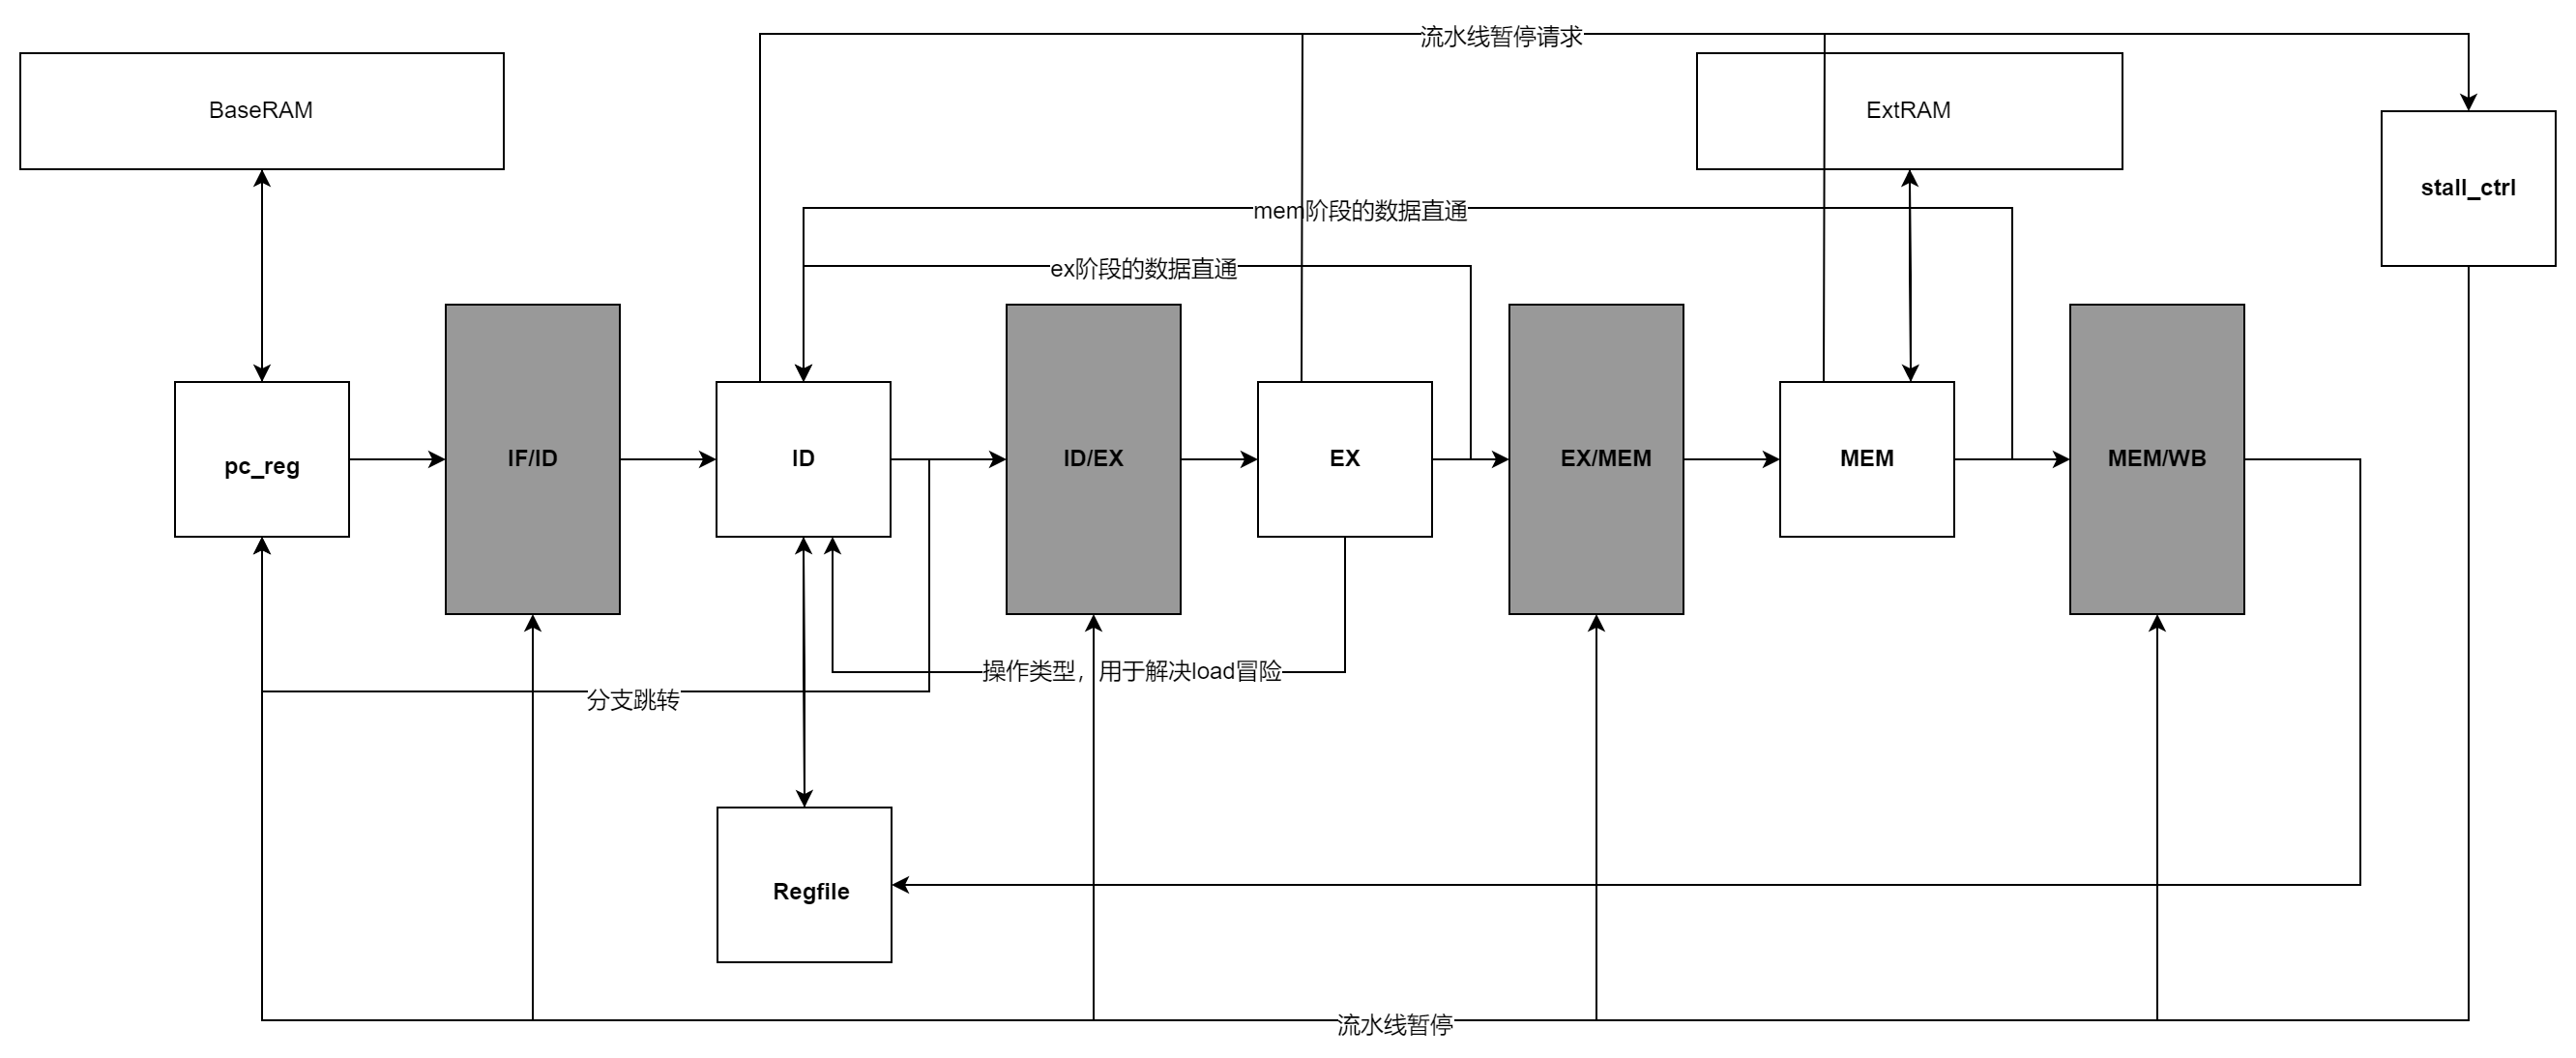 流水线暂停请求
BaseRAM
ExtRAM
stall_ctrl
mem阶段的数据直通
ex阶段的数据直通
pc_reg
IF/ID
ID
ID/EX
EX
EX/MEM
MEM
MEM/WB
操作类型，用于解决load冒险
分支跳转
Regfile
流水线暂停